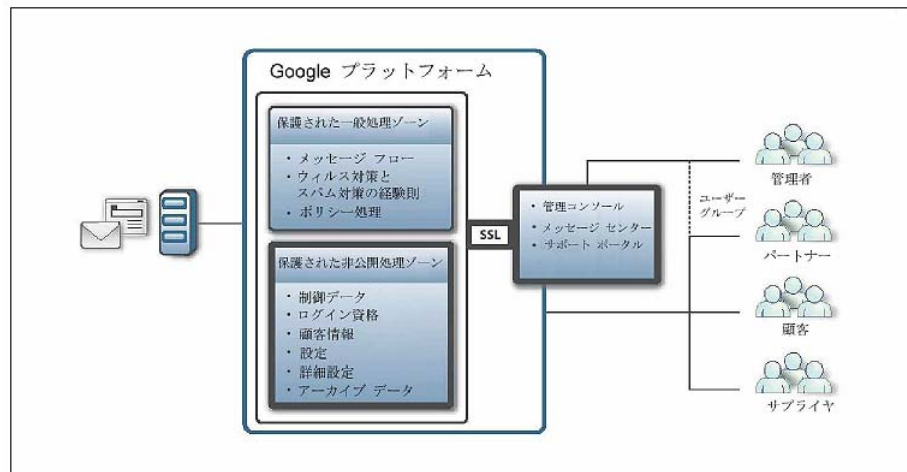 Google プラットフォーム
保護された一般処理ゾーン
・メッセージ フロー
・ウィルス対策と
スパム対策の経験則
・ポリシー処理
保護された非公開処理ゾーン
・制御データ
・ログイン資格
・顧客情報
・設定
・詳細設定
・アーカイブ データ
SSL
・管理コンソール
・メッセージ センター
・サポート ポータル
ユーザー
グループ
管理者
パートナー
顧客
サプライヤ